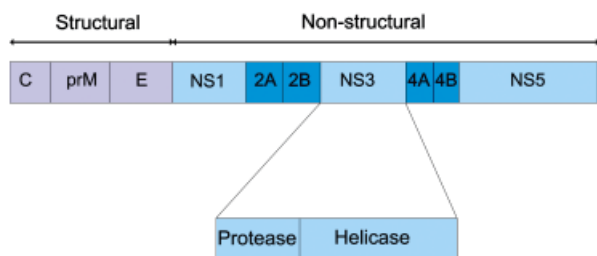 Structural Non-structural
C prM E NS1 2A 2B NS3 4A 4B NS5
Protease Helicase